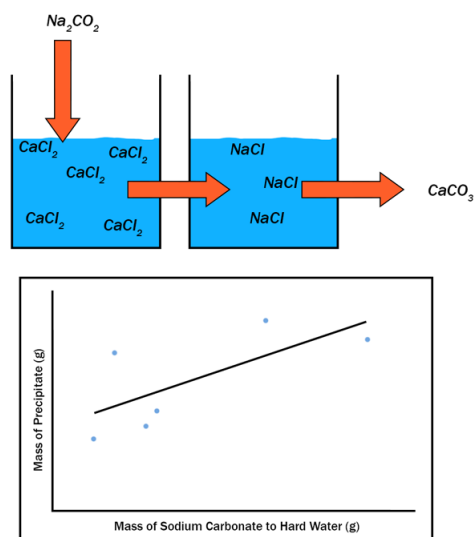 Na₂CO₂
CaCl₂
CaCl₂
CaCl₂
CaCl₂
CaCl₂
NaCl
NaCl
NaCl
CaCO₃
Mass of Precipitate (g)
Mass of Sodium Carbonate to Hard Water (g)